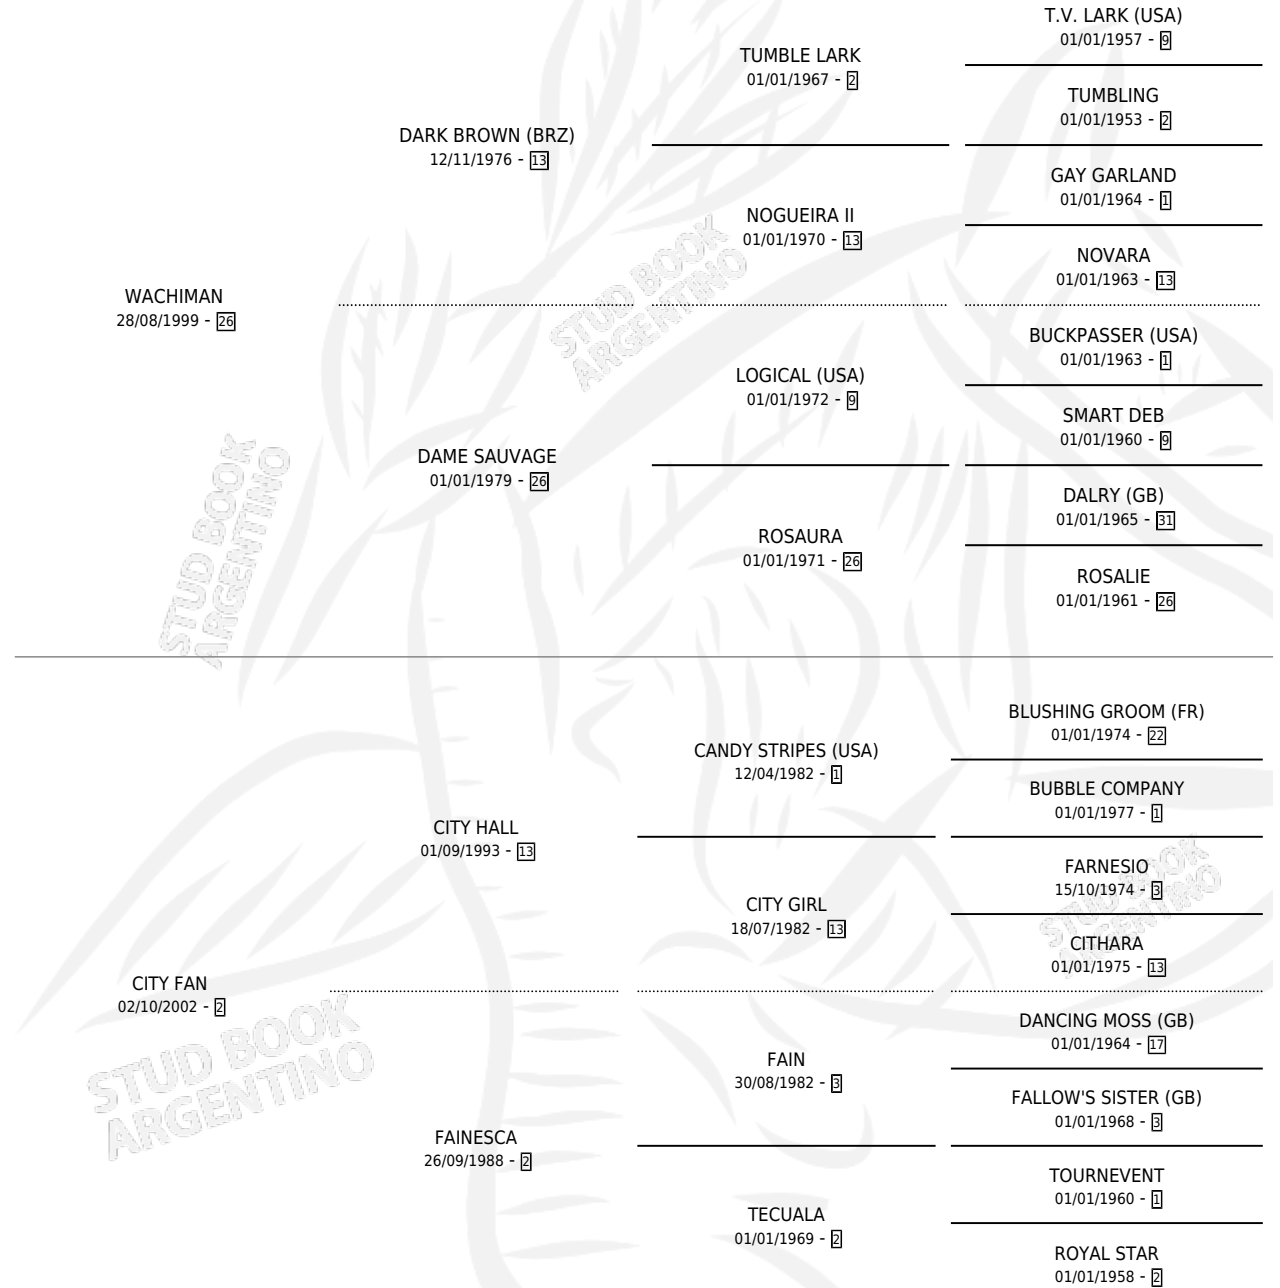 T.V. LARK (USA)
01/01/1957 - 9
TUMBLE LARK
01/01/1967 - 2
TUMBLING
01/01/1953 - 2
DARK BROWN (BRZ)
12/11/1976 - 13
GAY GARLAND
01/01/1964 - 1
NOGUEIRA II
01/01/1970 - 13
NOVARA
01/01/1963 - 13
WACHIMAN
28/08/1999 - 26
BUCKPASSER (USA)
01/01/1963 - 1
LOGICAL (USA)
01/01/1972 - 9
SMART DEB
01/01/1960 - 9
DAME SAUVAGE
01/01/1979 - 26
DALRY (GB)
01/01/1965 - 31
ROSAURA
01/01/1971 - 26
ROSALIE
01/01/1961 - 26
BLUSHING GROOM (FR)
01/01/1974 - 22
CANDY STRIPES (USA)
12/04/1982 - 1
BUBBLE COMPANY
01/01/1977 - 1
CITY HALL
01/09/1993 - 13
FARNESIO
15/10/1974 - 3
CITY GIRL
18/07/1982 - 13
CITHARA
01/01/1975 - 13
CITY FAN
02/10/2002 - 2
DANCING MOSS (GB)
01/01/1964 - 17
FAIN
30/08/1982 - 3
FALLOW'S SISTER (GB)
01/01/1968 - 3
FAINESCA
26/09/1988 - 2
TOURNEVENT
01/01/1960 - 1
TECUALA
01/01/1969 - 2
ROYAL STAR
01/01/1958 - 2
STUD BOOK
ARGENTINO
STUD BOOK
ARGENTINO
STUD BOOK
ARGENTINO
STUD BOOK
ARGENTINO